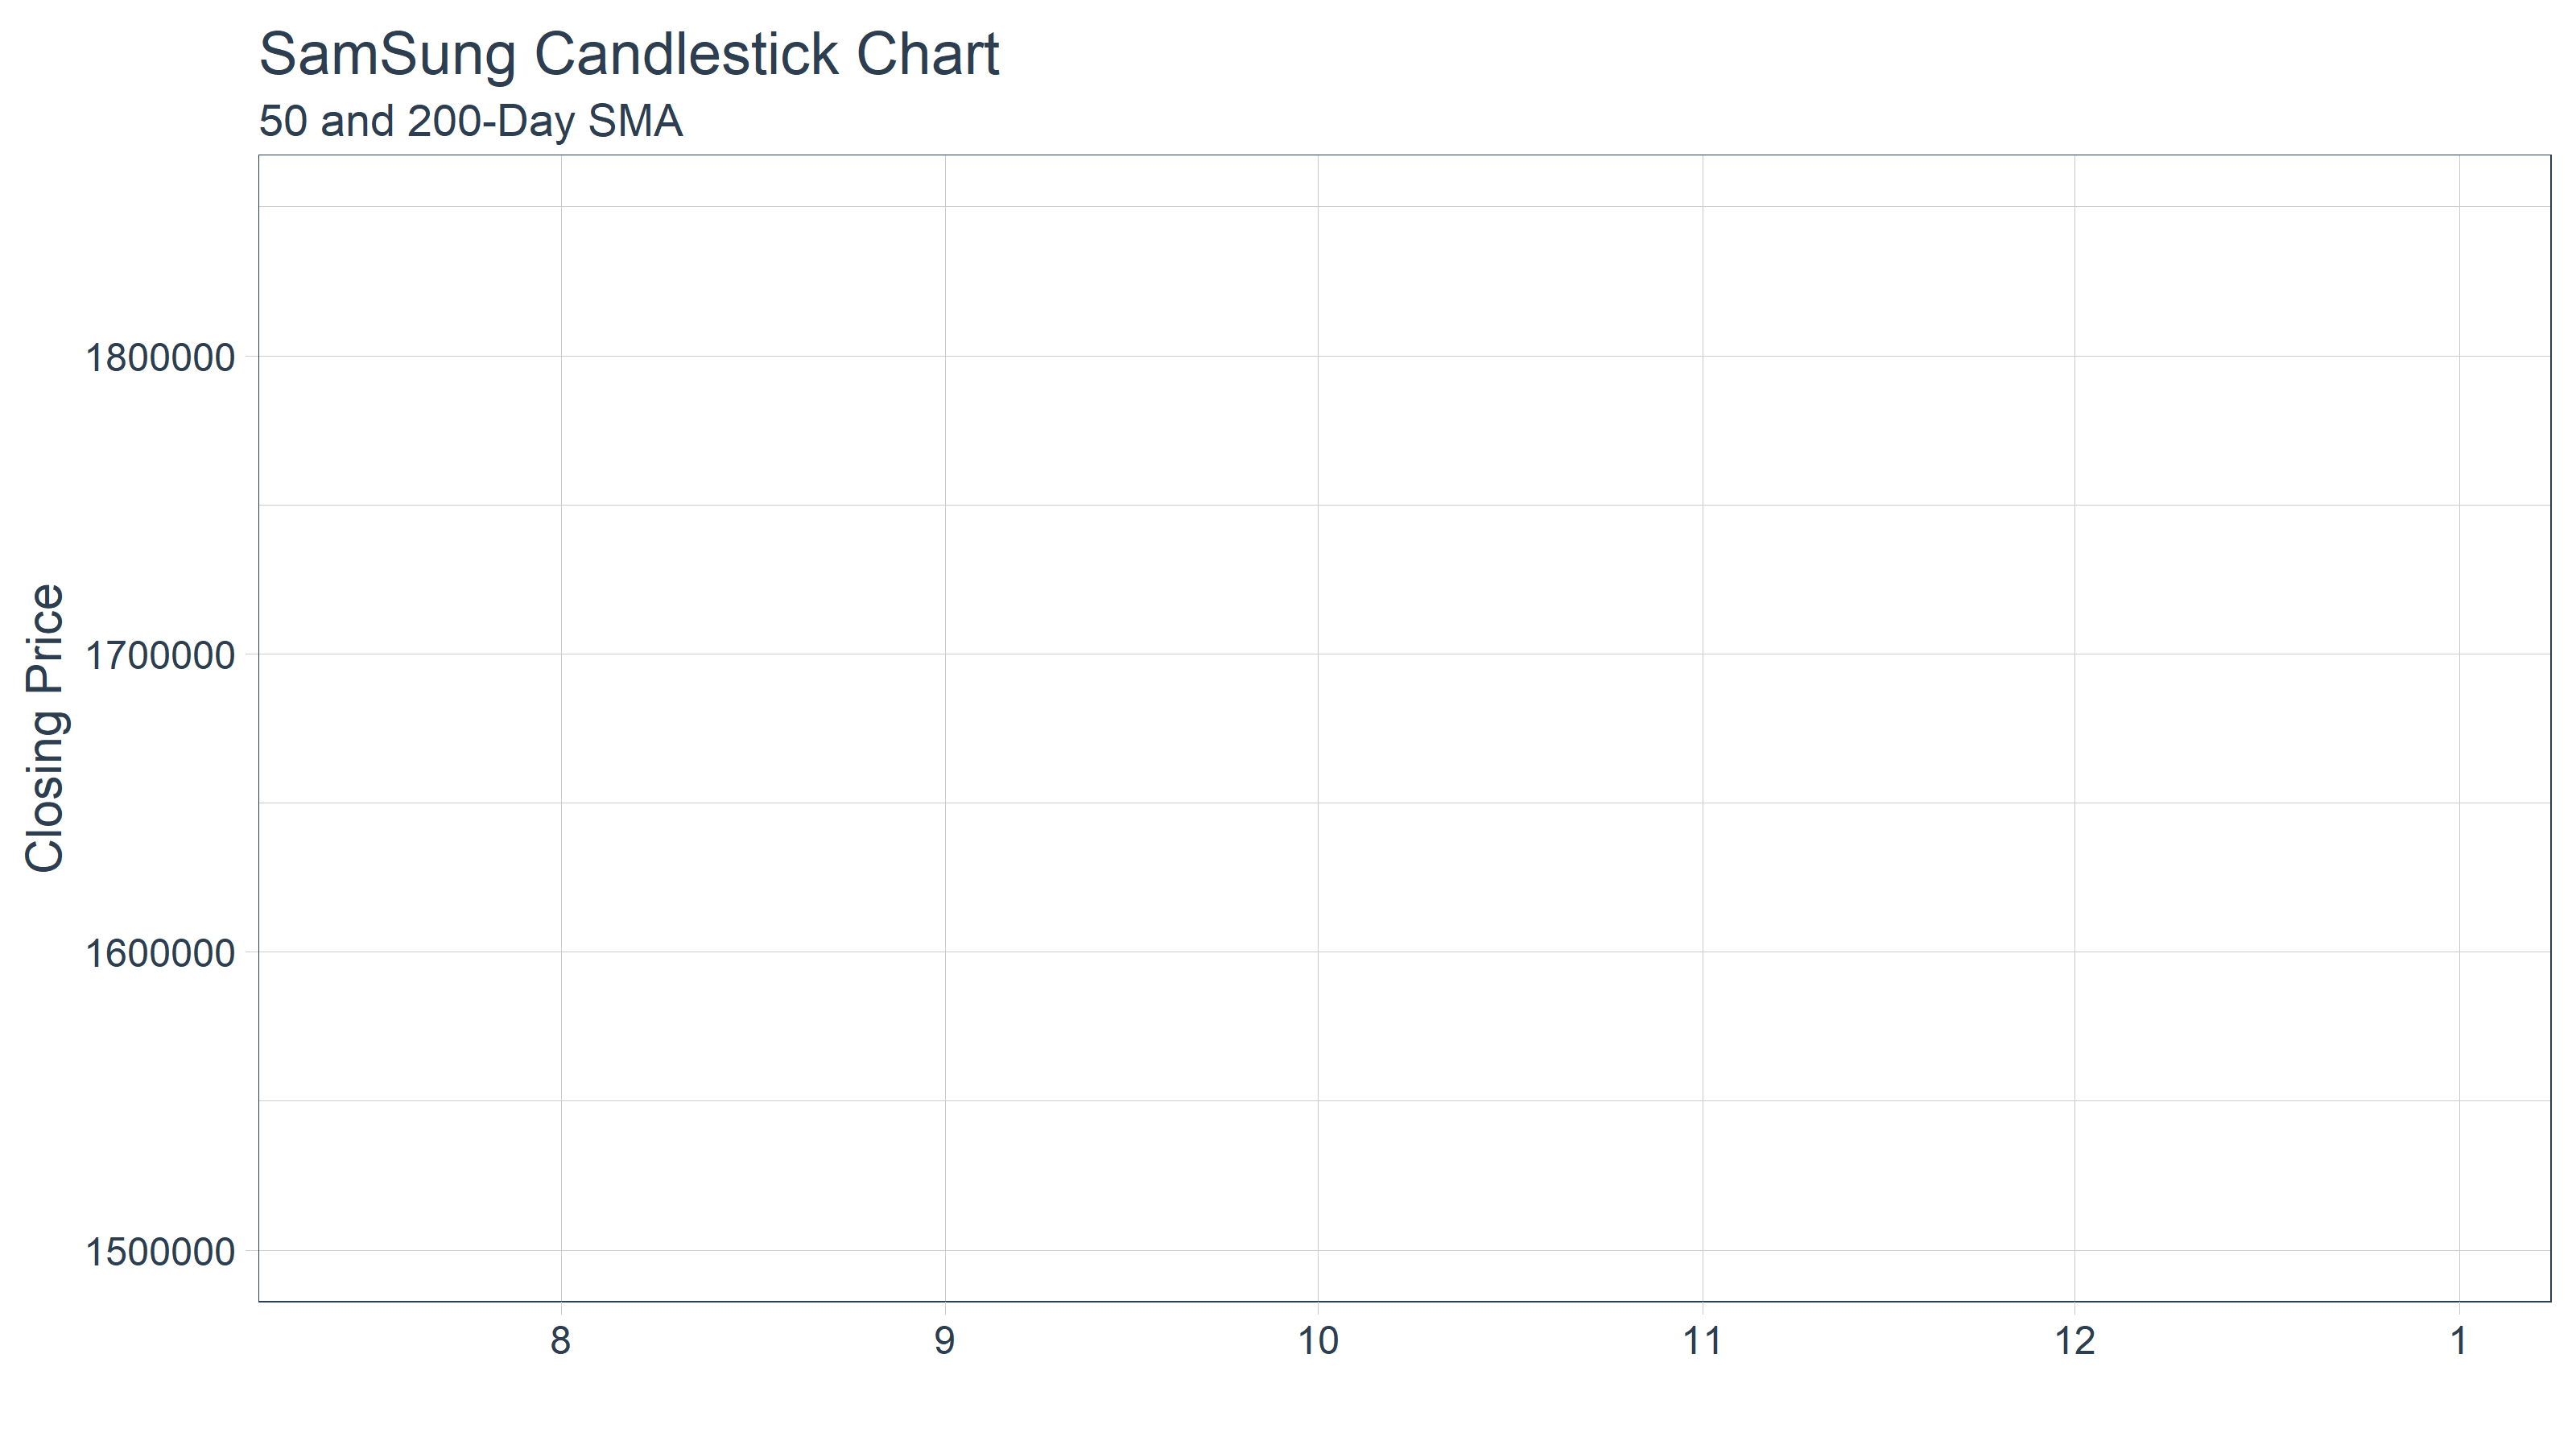 SamSung Candlestick Chart
50 and 200-Day SMA
Closing Price
1800000
1700000
1600000
1500000
8 9 10 11 12 1